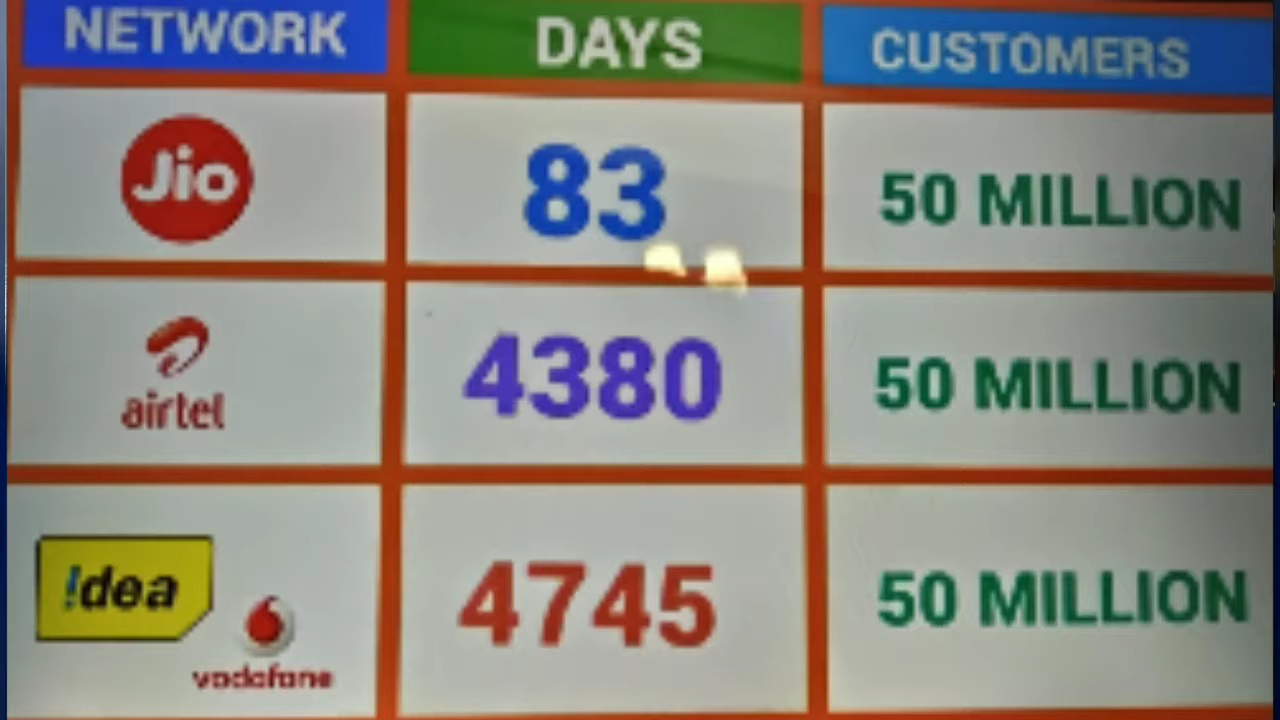 NETWORK DAYS CUSTOMERS
Jio 83 50 MILLION
airtel 4380 50 MILLION
!dea vodafone 4745 50 MILLION